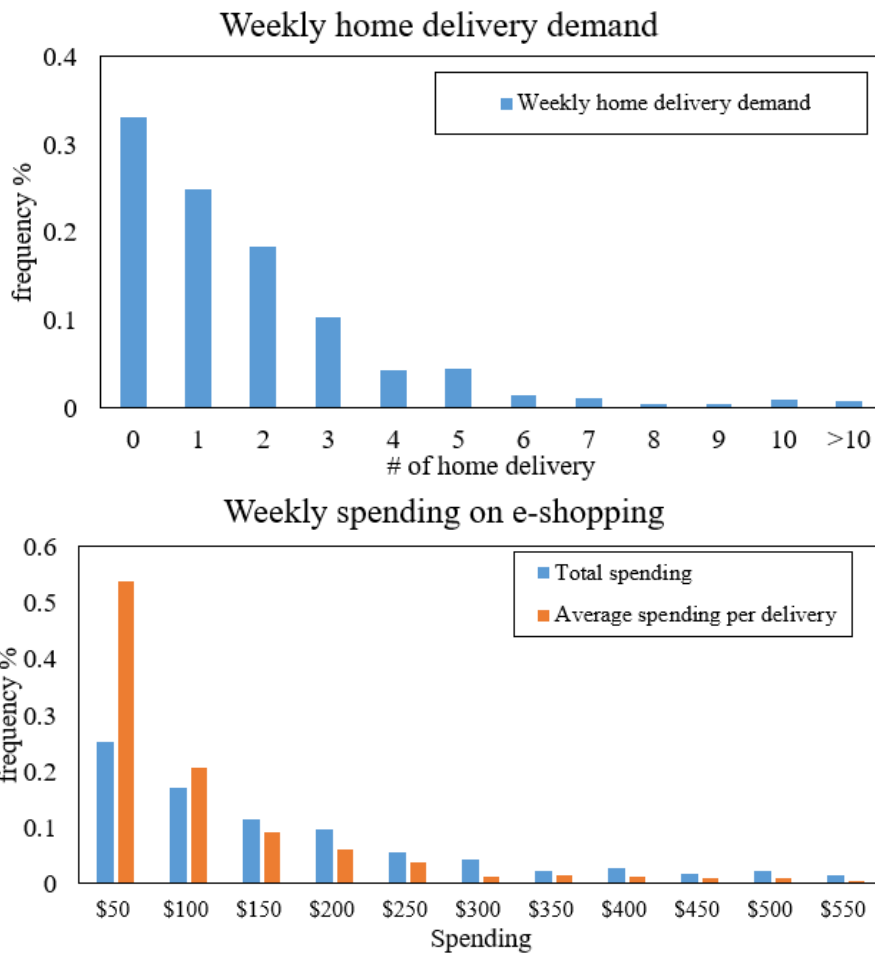 Weekly home delivery demand
0.4
Weekly home delivery demand
0.3
0.2
0.1
0
frequency %
0 1 2 3 4 5 6 7 8 9 10 >10
# of home delivery
Weekly spending on e-shopping
0.6
Total spending
0.5
Average spending per delivery
0.4
0.3
0.2
0.1
0
frequency %
$50 $100 $150 $200 $250 $300 $350 $400 $450 $500 $550
Spending